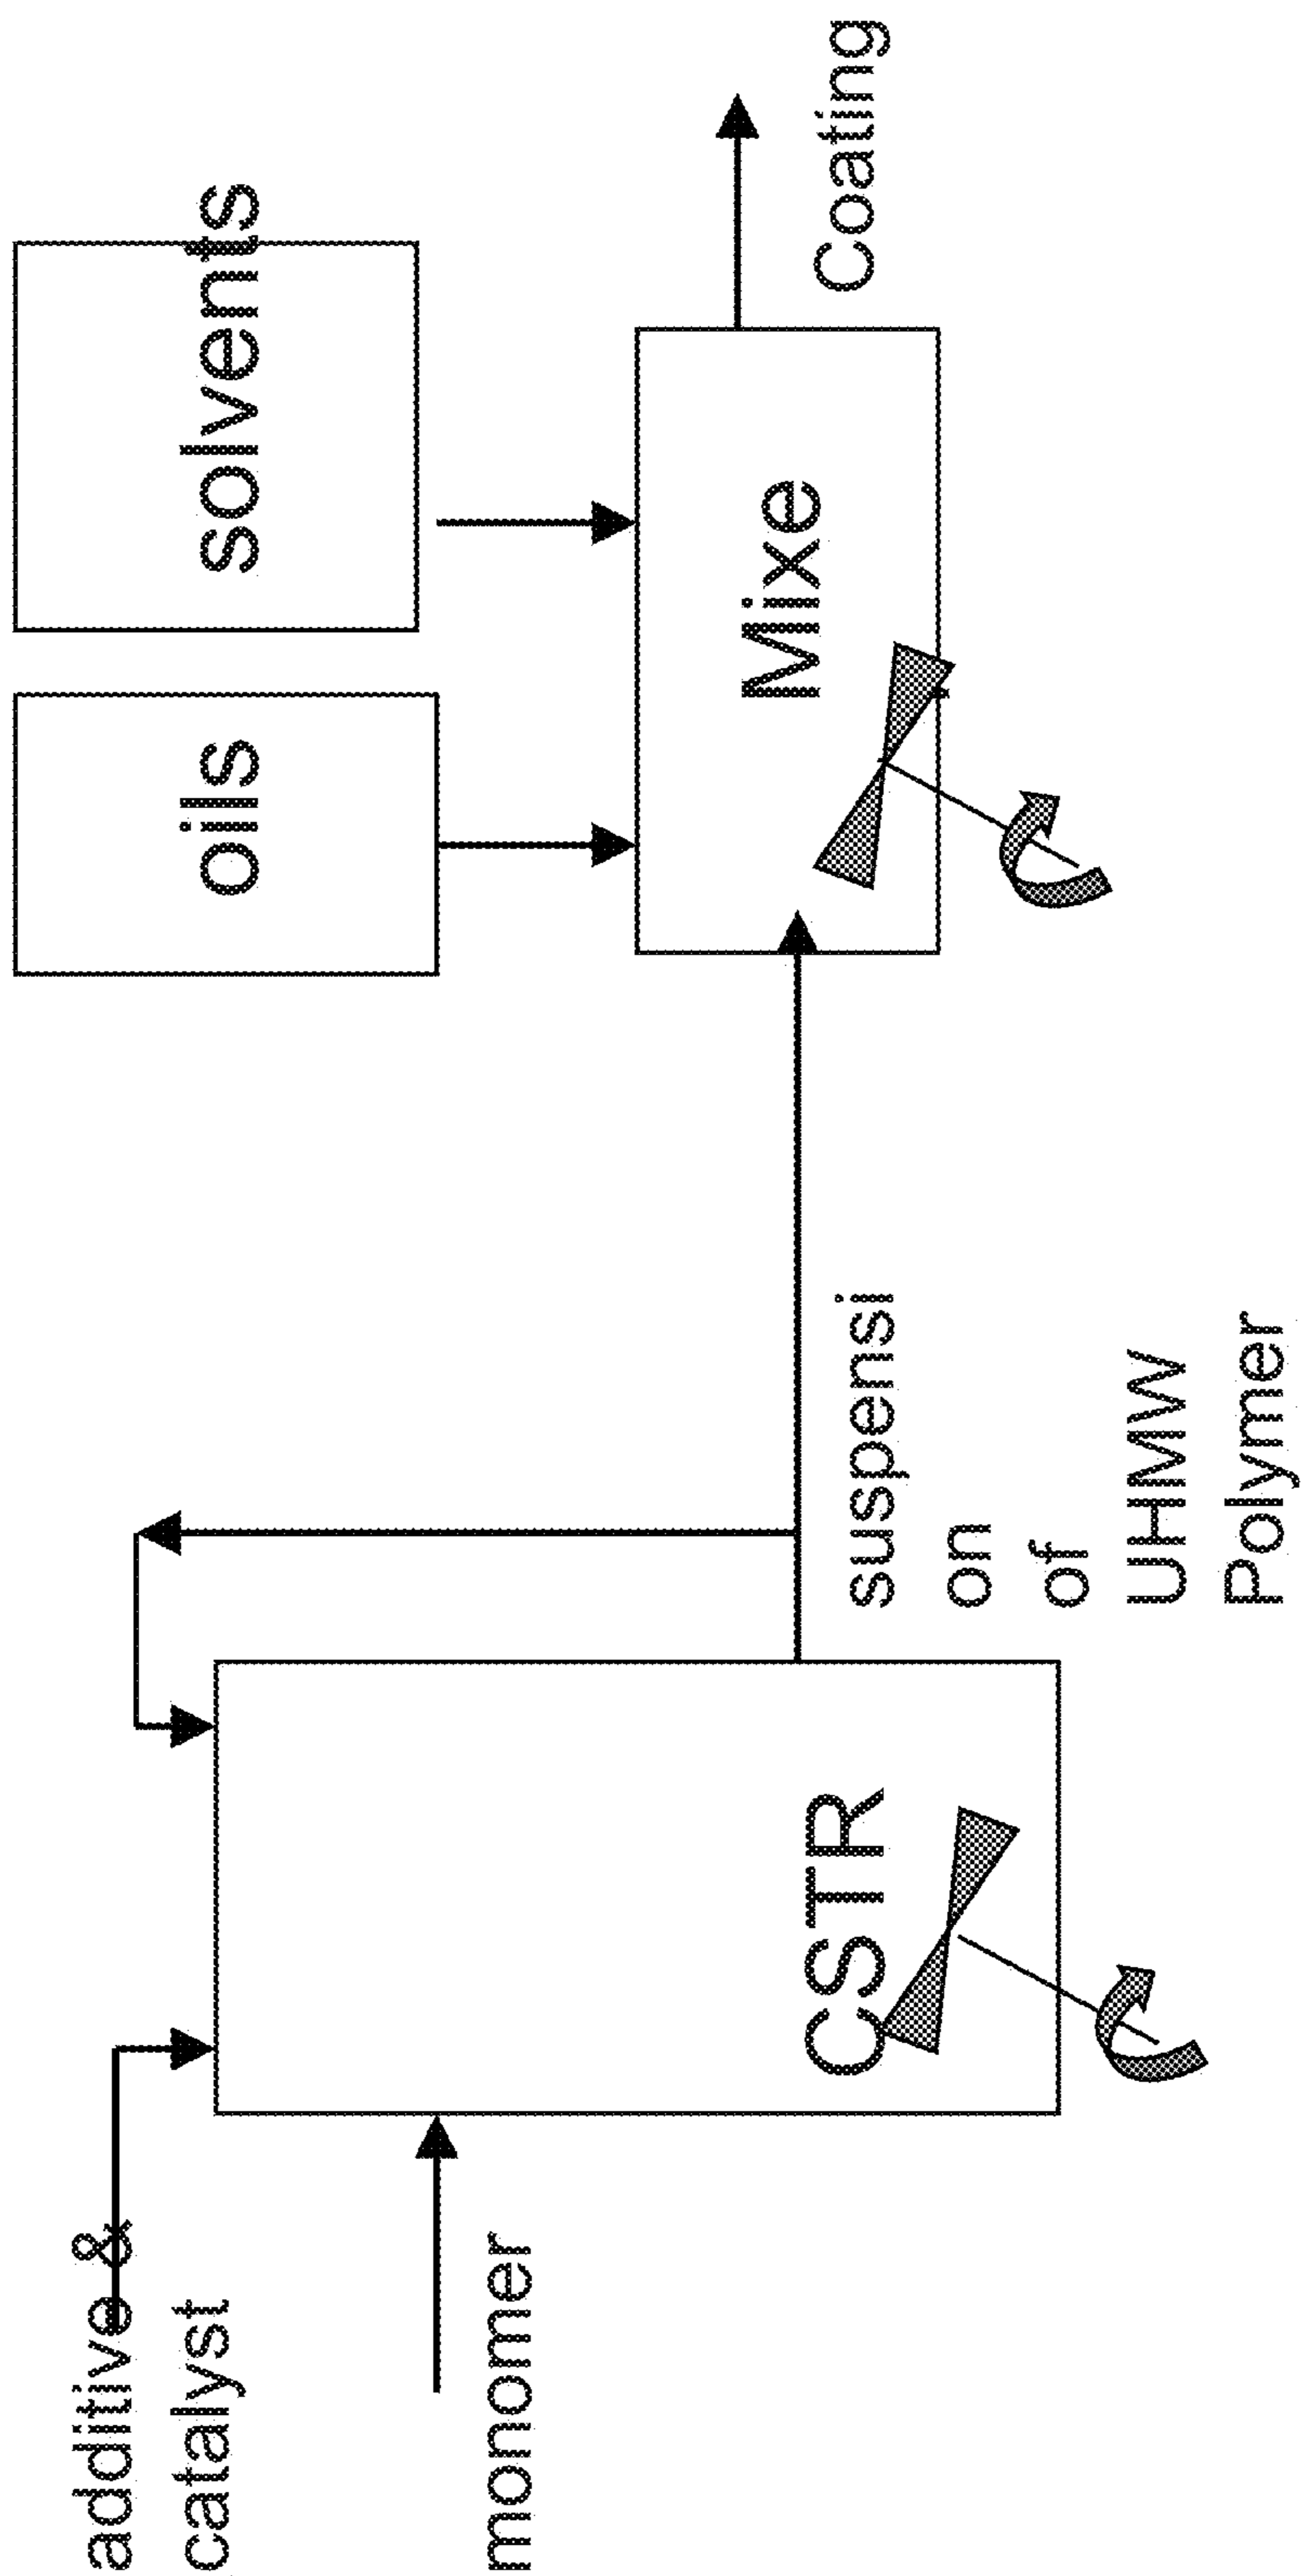 additive &
catalyst
monomer
CSTR
suspensi
on
of
UHMW
Polymer
oils
solvents
Mixe
r
Coating